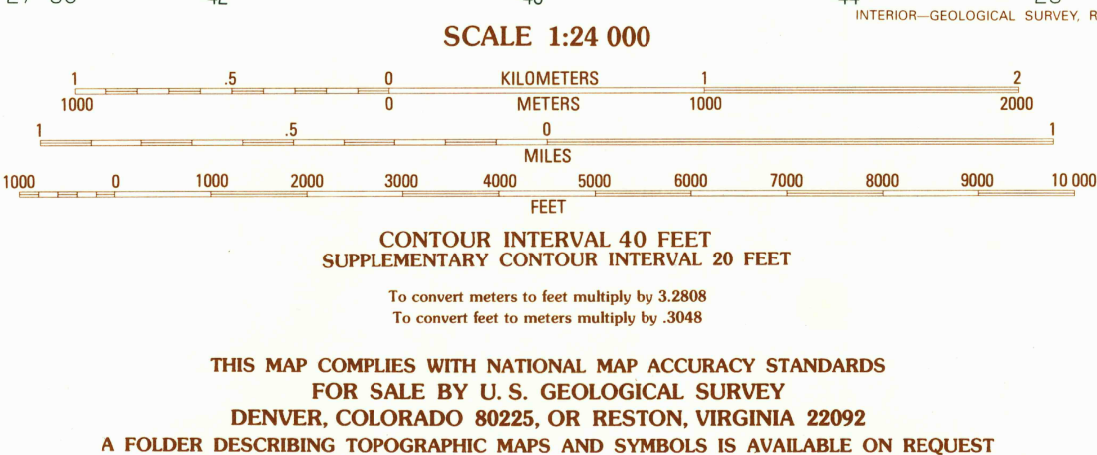 INTERIOR—GEOLOGICAL SURVEY, R
SCALE 1:24 000
1 .5 0 KILOMETERS 1 2
1000 0 METERS 1000 2000
1 .5 0 1
MILES
1000 0 1000 2000 3000 4000 5000 6000 7000 8000 9000 10 000
FEET
CONTOUR INTERVAL 40 FEET
SUPPLEMENTARY CONTOUR INTERVAL 20 FEET
To convert meters to feet multiply by 3.2808
To convert feet to meters multiply by .3048
THIS MAP COMPLIES WITH NATIONAL MAP ACCURACY STANDARDS
FOR SALE BY U. S. GEOLOGICAL SURVEY
DENVER, COLORADO 80225, OR RESTON, VIRGINIA 22092
A FOLDER DESCRIBING TOPOGRAPHIC MAPS AND SYMBOLS IS AVAILABLE ON REQUEST